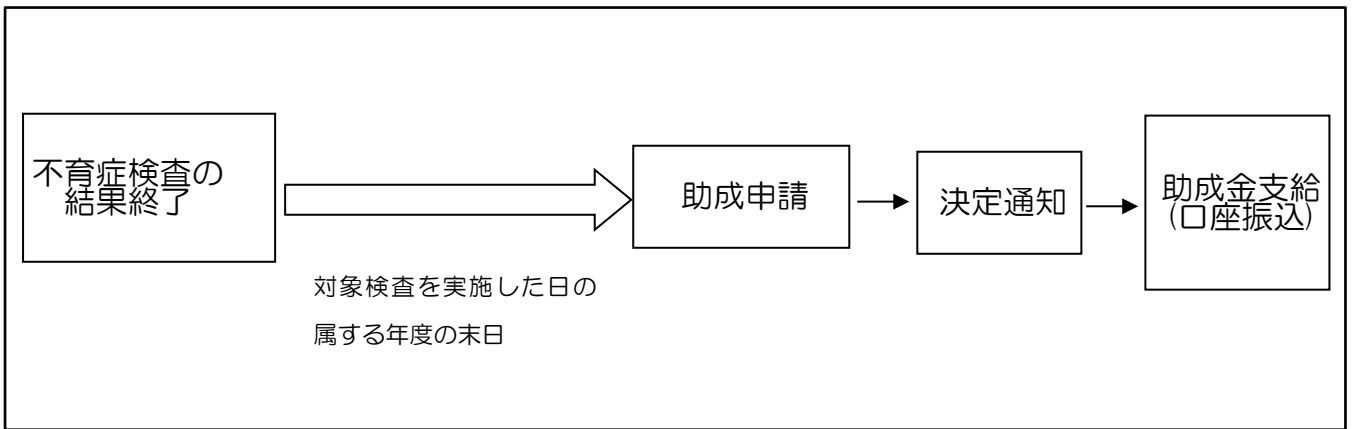 不育症検査の
結果終了
対象検査を実施した日の
属する年度の末日
助成申請
決定通知
助成金支給
(口座振込)